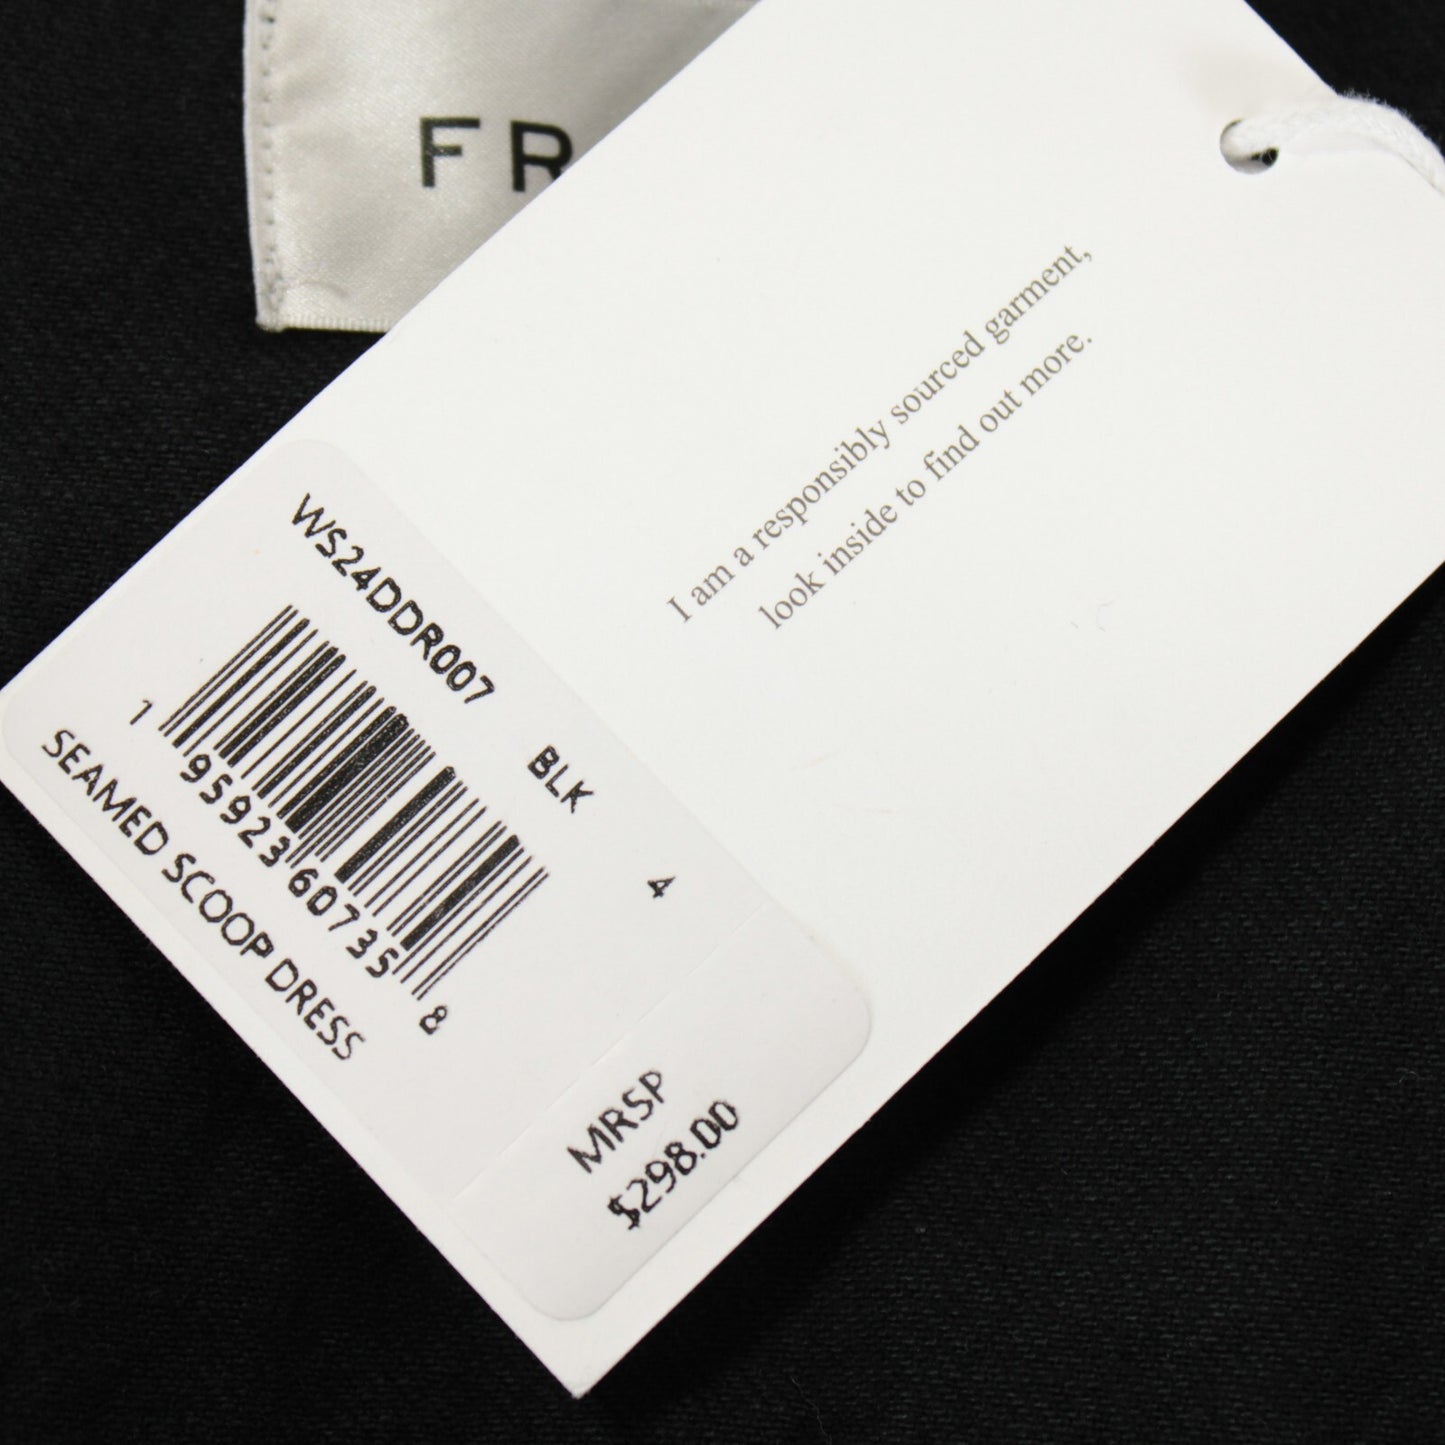 FR
I am a responsibly sourced garment,
look inside to find out more.
WS24DDR007 BLK 4
1 95923 60735 8
SEAMED SCOOP DRESS
MRSP
$298.00